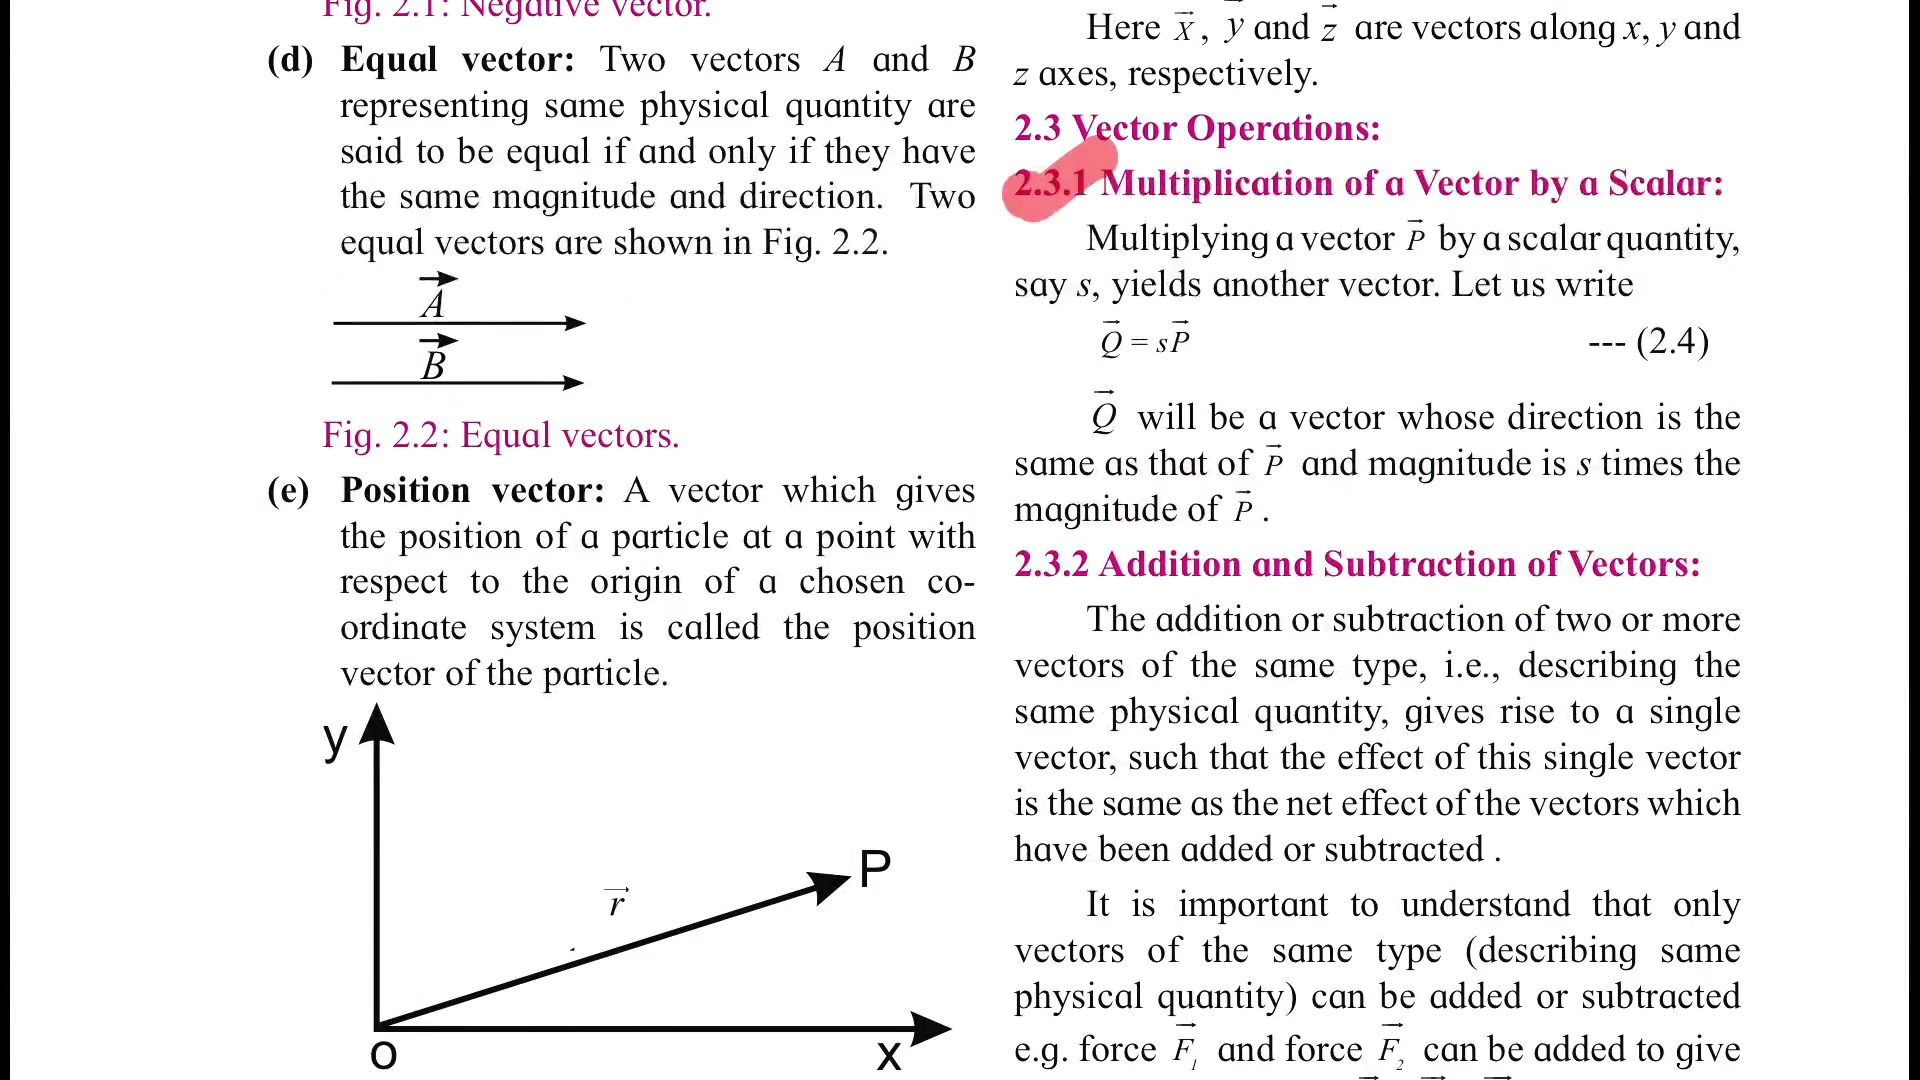 Fig. 2.1: Negative vector.
(d) Equal vector: Two vectors A and B
representing same physical quantity are
said to be equal if and only if they have
the same magnitude and direction. Two
equal vectors are shown in Fig. 2.2.
A⃗
B⃗
Fig. 2.2: Equal vectors.
(e) Position vector: A vector which gives
the position of a particle at a point with
respect to the origin of a chosen co-
ordinate system is called the position
vector of the particle.
y
P
r⃗
O
x
Here x⃗, y⃗ and z⃗ are vectors along x, y and
z axes, respectively.
2.3 Vector Operations:
2.3.1 Multiplication of a Vector by a Scalar:
Multiplying a vector P⃗ by a scalar quantity,
say s, yields another vector. Let us write
Q⃗ = sP⃗ --- (2.4)
Q⃗ will be a vector whose direction is the
same as that of P⃗ and magnitude is s times the
magnitude of P⃗ .
2.3.2 Addition and Subtraction of Vectors:
The addition or subtraction of two or more
vectors of the same type, i.e., describing the
same physical quantity, gives rise to a single
vector, such that the effect of this single vector
is the same as the net effect of the vectors which
have been added or subtracted .
It is important to understand that only
vectors of the same type (describing same
physical quantity) can be added or subtracted
e.g. force F⃗₁ and force F⃗₂ can be added to give